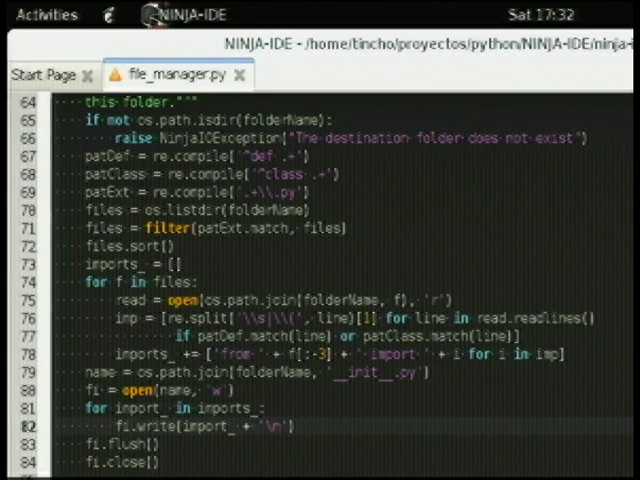 Activities NINJA-IDE Sat 17:32
NINJA-IDE - /home/tincho/proyectos/python/NINJA-IDE/ninja-i
Start Page file_manager.py
64 this folder."""
65 if not os.path.isdir(folderName):
66 raise NinjaIOException("The destination folder does not exist")
67 patDef = re.compile('^def .+')
68 patClass = re.compile('^class .+')
69 patExt = re.compile('.+\\.py')
70 files = os.listdir(folderName)
71 files = filter(patExt.match, files)
72 files.sort()
73 imports_ = []
74 for f in files:
75 read = open(os.path.join(folderName, f), 'r')
76 imp = [re.split('\\s|\\(', line)[1] for line in read.readlines()
77 if patDef.match(line) or patClass.match(line)]
78 imports_ += ['from ' + f[:-3] + ' import ' + i for i in imp]
79 name = os.path.join(folderName, '__init__.py')
80 fi = open(name, 'w')
81 for import_ in imports_:
82 fi.write(import_ + '\n')
83 fi.flush()
84 fi.close()